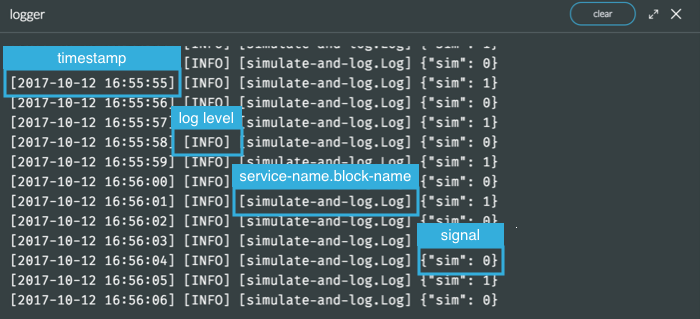 logger
clear
[INFO] [simulate-and-log.Log] {"sim": 1}
timestamp
[INFO] [simulate-and-log.Log] {"sim": 0}
[2017-10-12 16:55:55] [INFO] [simulate-and-log.Log] {"sim": 1}
[2017-10-12 16:55:56] [INFO] [simulate-and-log.Log] {"sim": 0}
[2017-10-12 16:55:57] [simulate-and-log.Log] {"sim": 1}
log level
[2017-10-12 16:55:58] [INFO] [simulate-and-log.Log] {"sim": 0}
[2017-10-12 16:55:59] [INFO] [simulate-and-log.Log] {"sim": 1}
service-name.block-name
[2017-10-12 16:56:00] [INFO] {"sim": 0}
[2017-10-12 16:56:01] [INFO] [simulate-and-log.Log] {"sim": 1}
[2017-10-12 16:56:02] [INFO] [simulate-and-log.Log] {"sim": 0}
signal
[2017-10-12 16:56:03] [INFO] [simulate-and-log.Log]
[2017-10-12 16:56:04] [INFO] [simulate-and-log.Log] {"sim": 0}
[2017-10-12 16:56:05] [INFO] [simulate-and-log.Log] {"sim": 1}
[2017-10-12 16:56:06] [INFO] [simulate-and-log.Log] {"sim": 0}